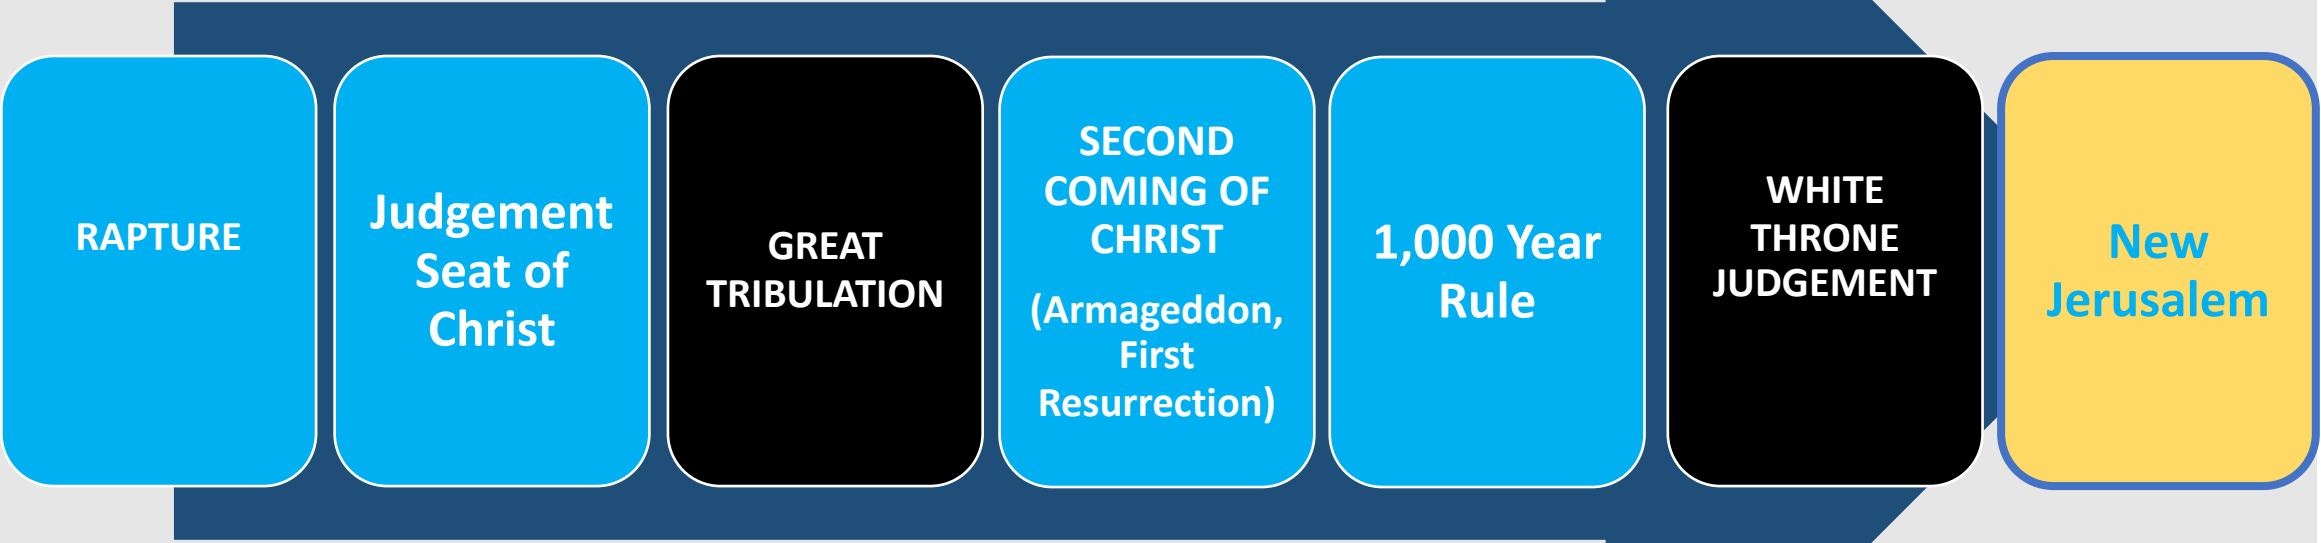 RAPTURE
Judgement
Seat of
Christ
GREAT
TRIBULATION
SECOND
COMING OF
CHRIST
(Armageddon,
First
Resurrection)
1,000 Year
Rule
WHITE
THRONE
JUDGEMENT
New
Jerusalem